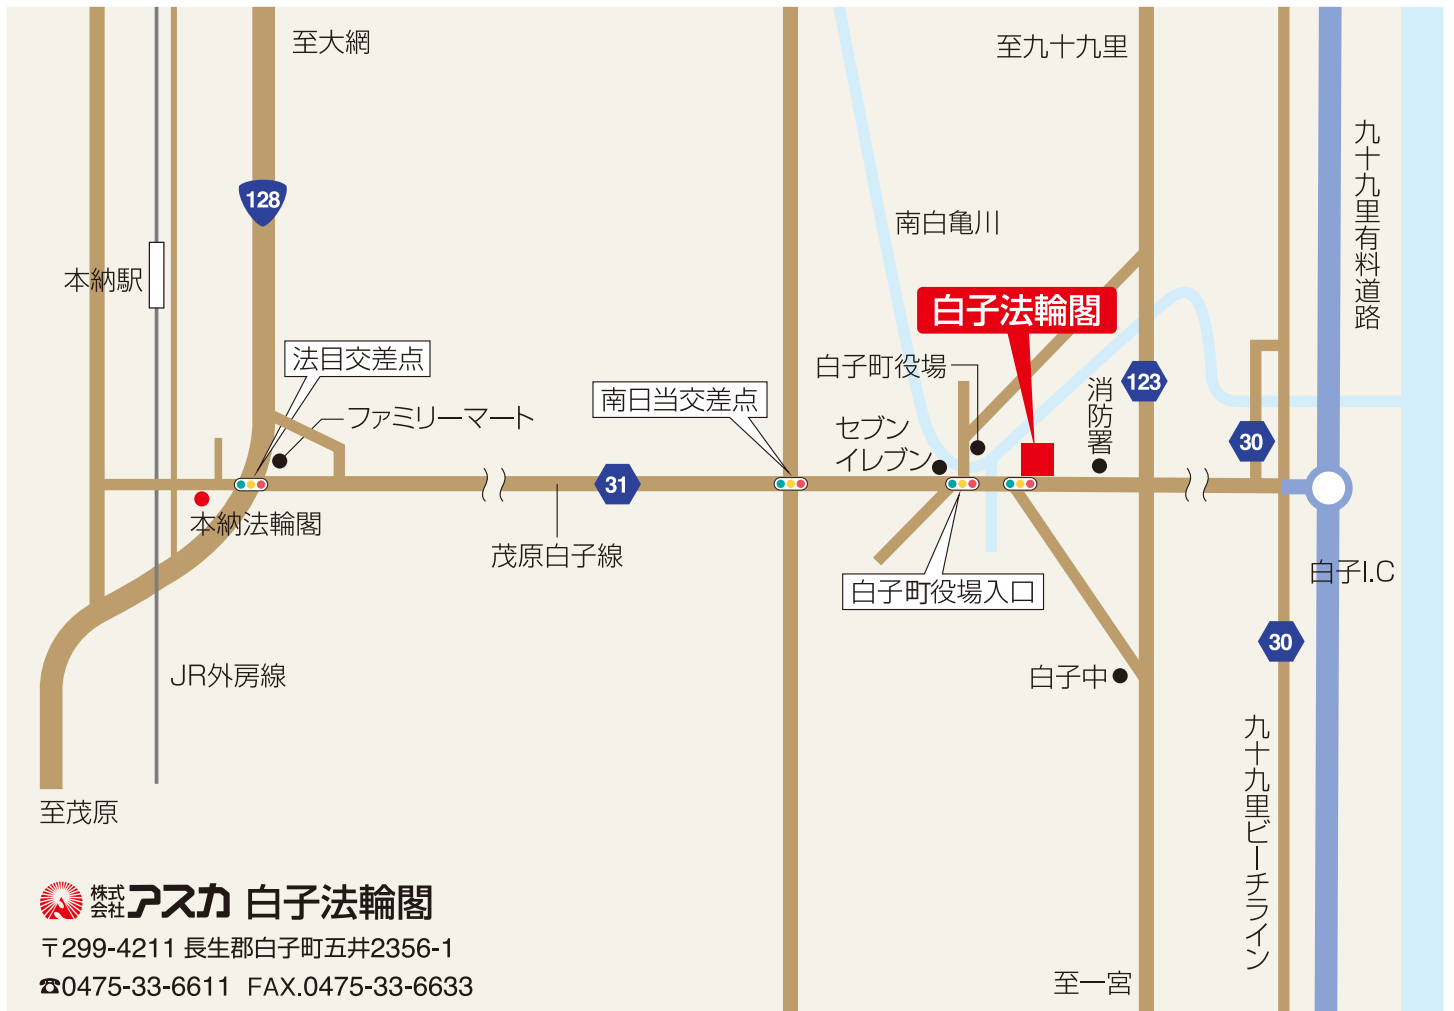 至大網
至九十九里
九十九里有料道路
128
南白亀川
本納駅
白子法輪閣
法目交差点
白子町役場
123
南日当交差点
消防署
ファミリーマート
セブン
イレブン
30
31
本納法輪閣
茂原白子線
白子I.C
白子町役場入口
30
JR外房線
白子中
九十九里ビーチライン
至茂原
株式
会社
アスカ 白子法輪閣
〒299-4211 長生郡白子町五井2356-1
至一宮
☎0475-33-6611 FAX.0475-33-6633